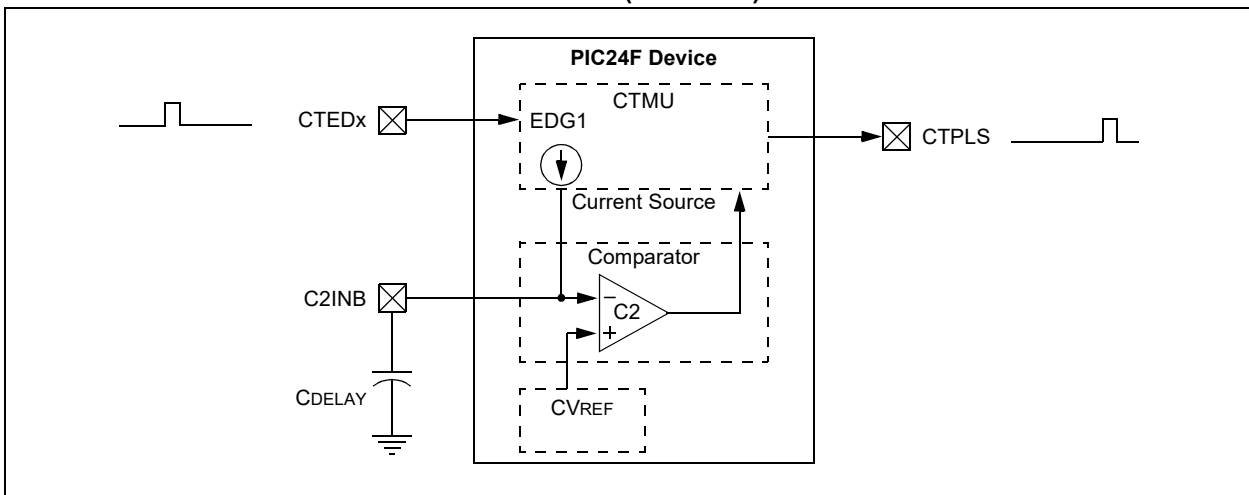 PIC24F Device
CTMU
CTEDx
EDG1
CTPLS
Current Source
Comparator
C2INB
−
C2
+
CDELAY
CVREF